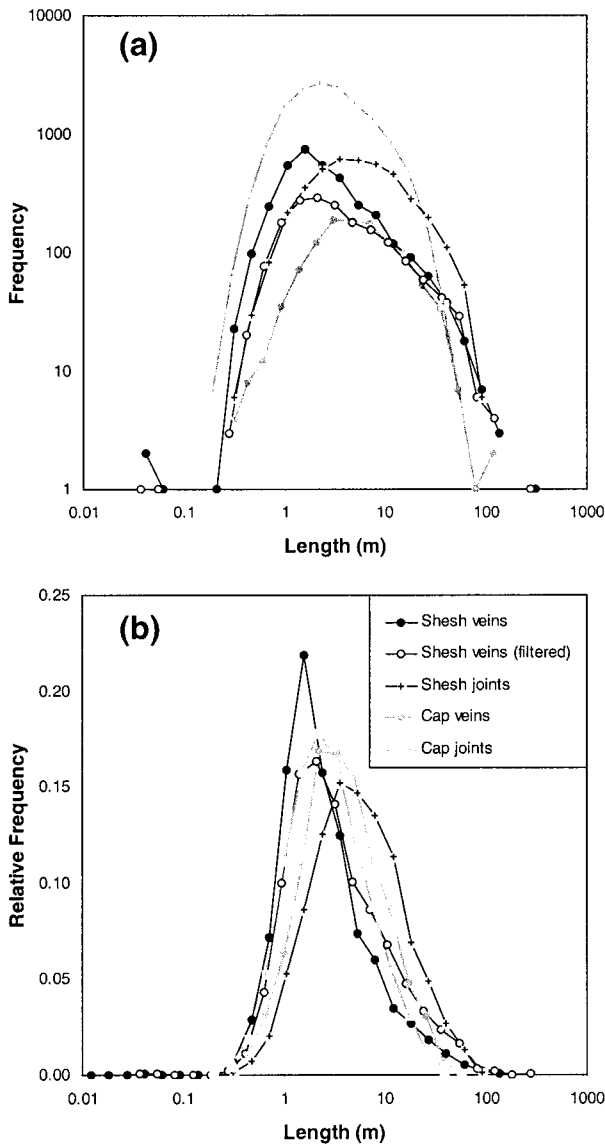 (a)
10000
1000
100
10
1
Frequency
0.01 0.1 1 10 100 1000
Length (m)
(b)
0.25
0.20
0.15
0.10
0.05
0.00
Relative Frequency
Shesh veins
Shesh veins (filtered)
Shesh joints
Cap veins
Cap joints
0.01 0.1 1 10 100 1000
Length (m)